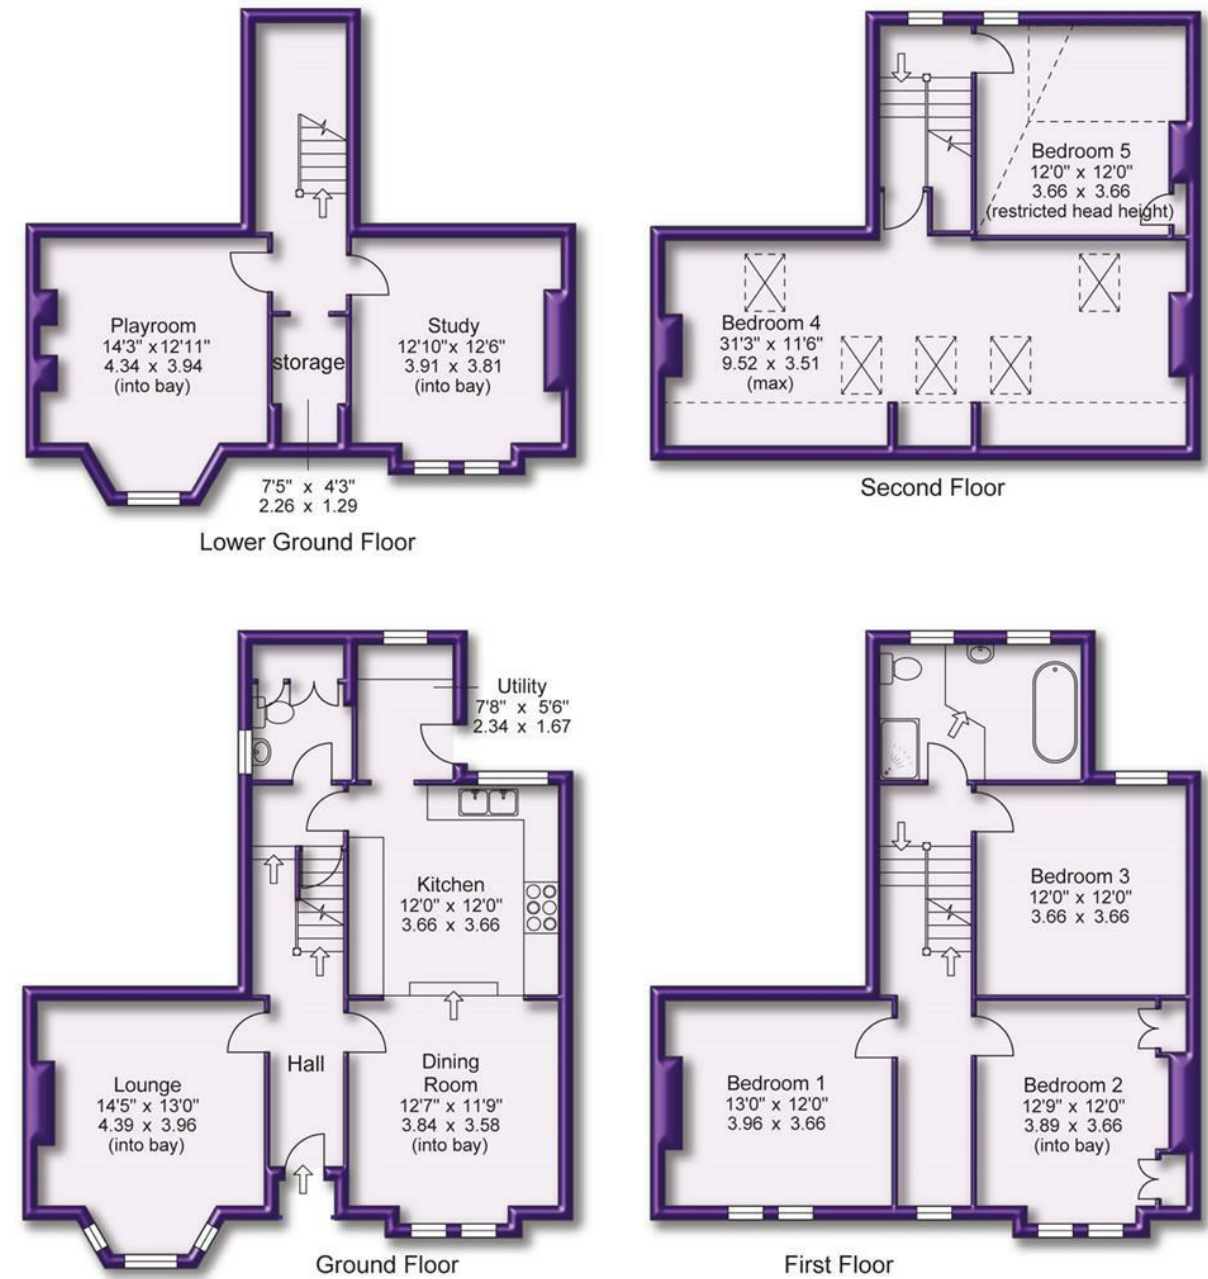 Playroom
14'3" x 12'11"
4.34 x 3.94
(into bay)
storage
Study
12'10" x 12'6"
3.91 x 3.81
(into bay)
7'5" x 4'3"
2.26 x 1.29
Lower Ground Floor
Bedroom 5
12'0" x 12'0"
3.66 x 3.66
(restricted head height)
Bedroom 4
31'3" x 11'6"
9.52 x 3.51
(max)
Second Floor
Utility
7'8" x 5'6"
2.34 x 1.67
Kitchen
12'0" x 12'0"
3.66 x 3.66
Hall
Lounge
14'5" x 13'0"
4.39 x 3.96
(into bay)
Dining
Room
12'7" x 11'9"
3.84 x 3.58
(into bay)
Ground Floor
Bedroom 3
12'0" x 12'0"
3.66 x 3.66
Bedroom 1
13'0" x 12'0"
3.96 x 3.66
Bedroom 2
12'9" x 12'0"
3.89 x 3.66
(into bay)
First Floor